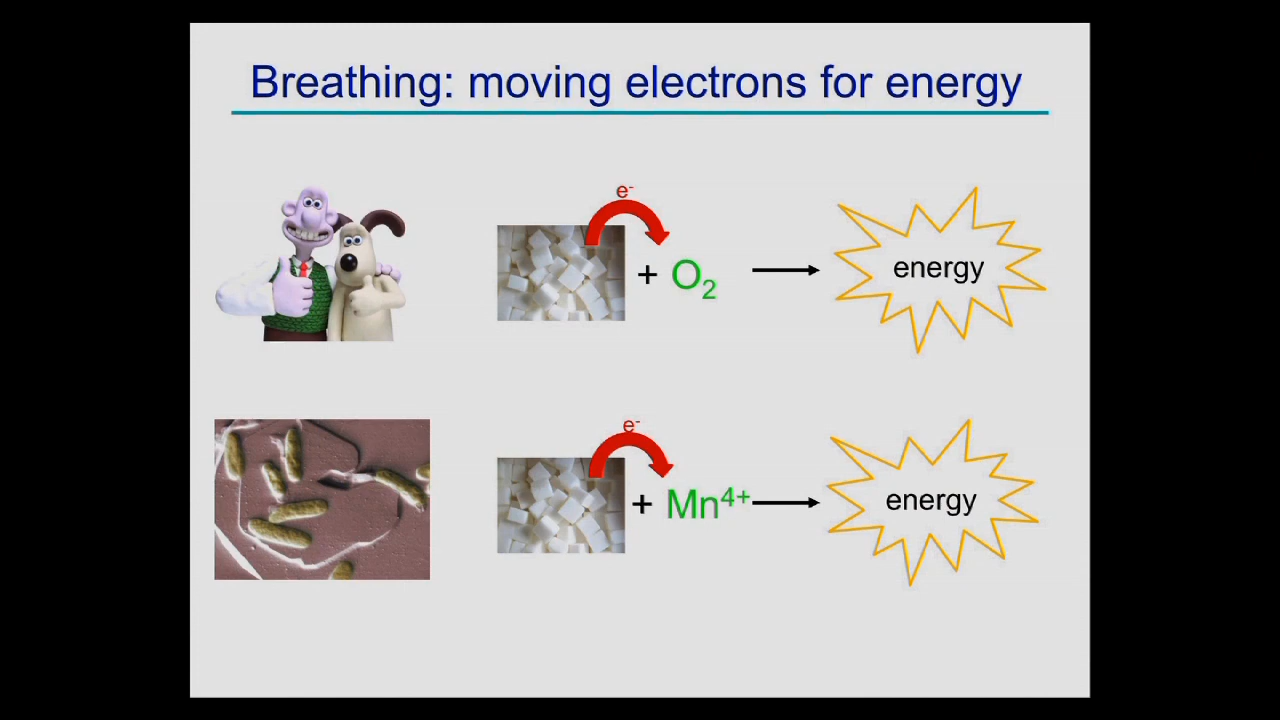 Breathing: moving electrons for energy
e⁻
+ O₂
energy
e⁻
+ Mn⁴⁺
energy